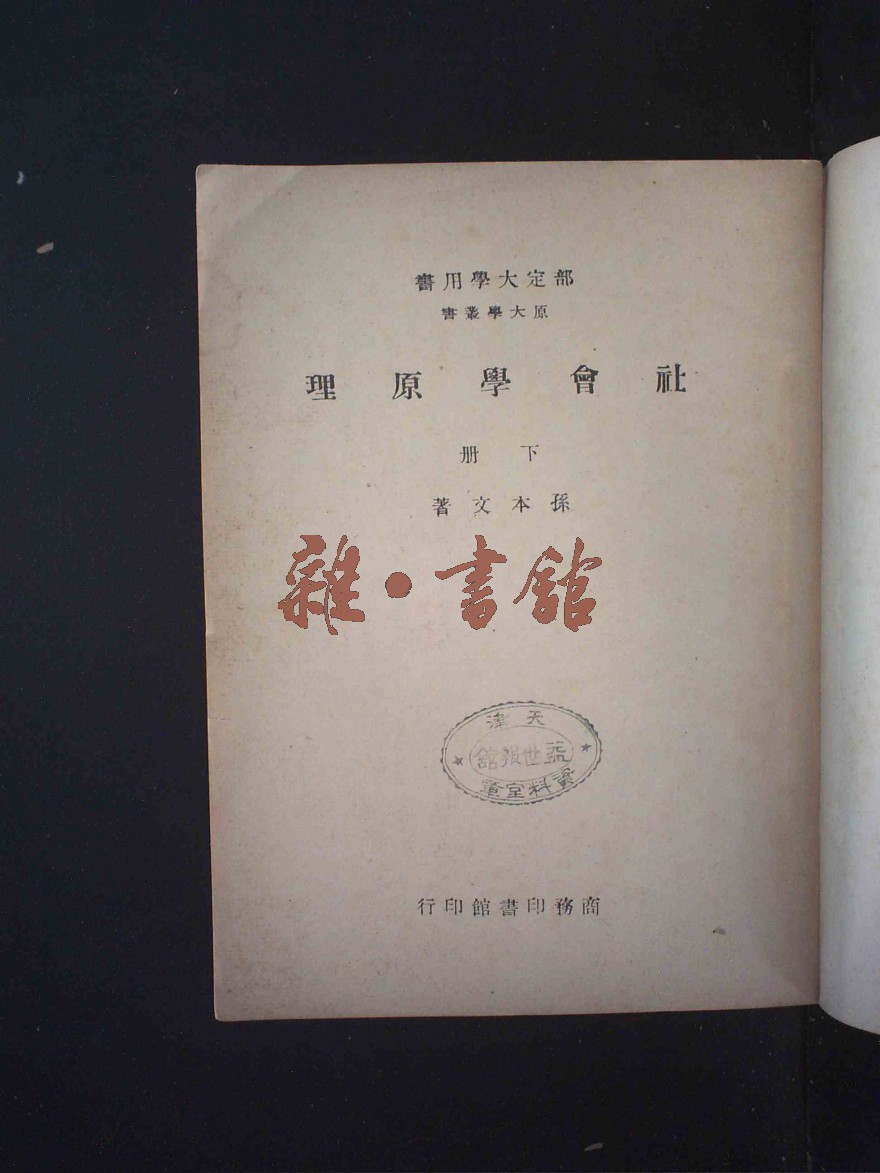 部定大學用書
原大學叢書
社會學原理
下册
孫本文著
雜·書舘
天津
益世報舘
資料室章
商務印書館印行